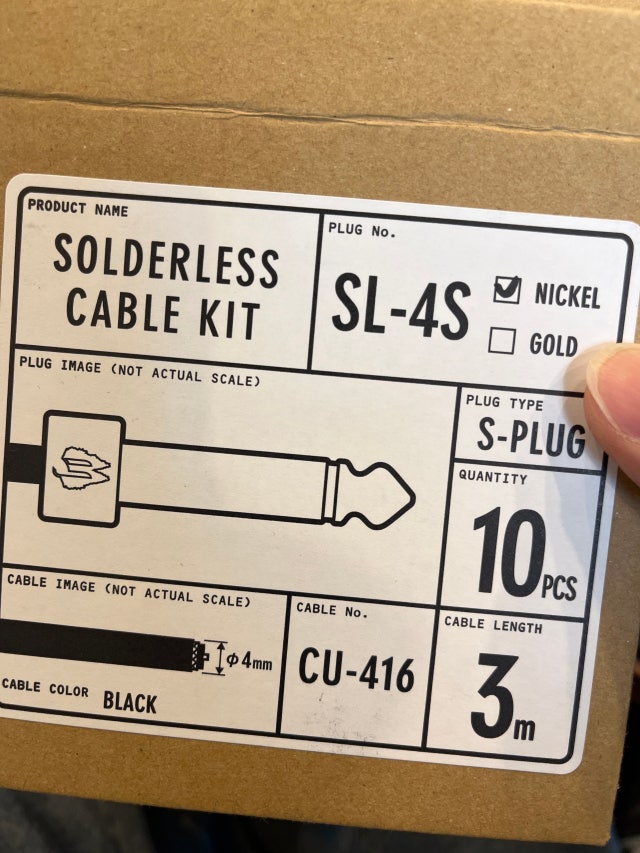 PRODUCT NAME
SOLDERLESS
CABLE KIT
PLUG No.
SL-4S
NICKEL
GOLD
PLUG IMAGE (NOT ACTUAL SCALE)
PLUG TYPE
S-PLUG
QUANTITY
10PCS
CABLE IMAGE (NOT ACTUAL SCALE)
φ4mm
CABLE COLOR BLACK
CABLE No.
CU-416
CABLE LENGTH
3m